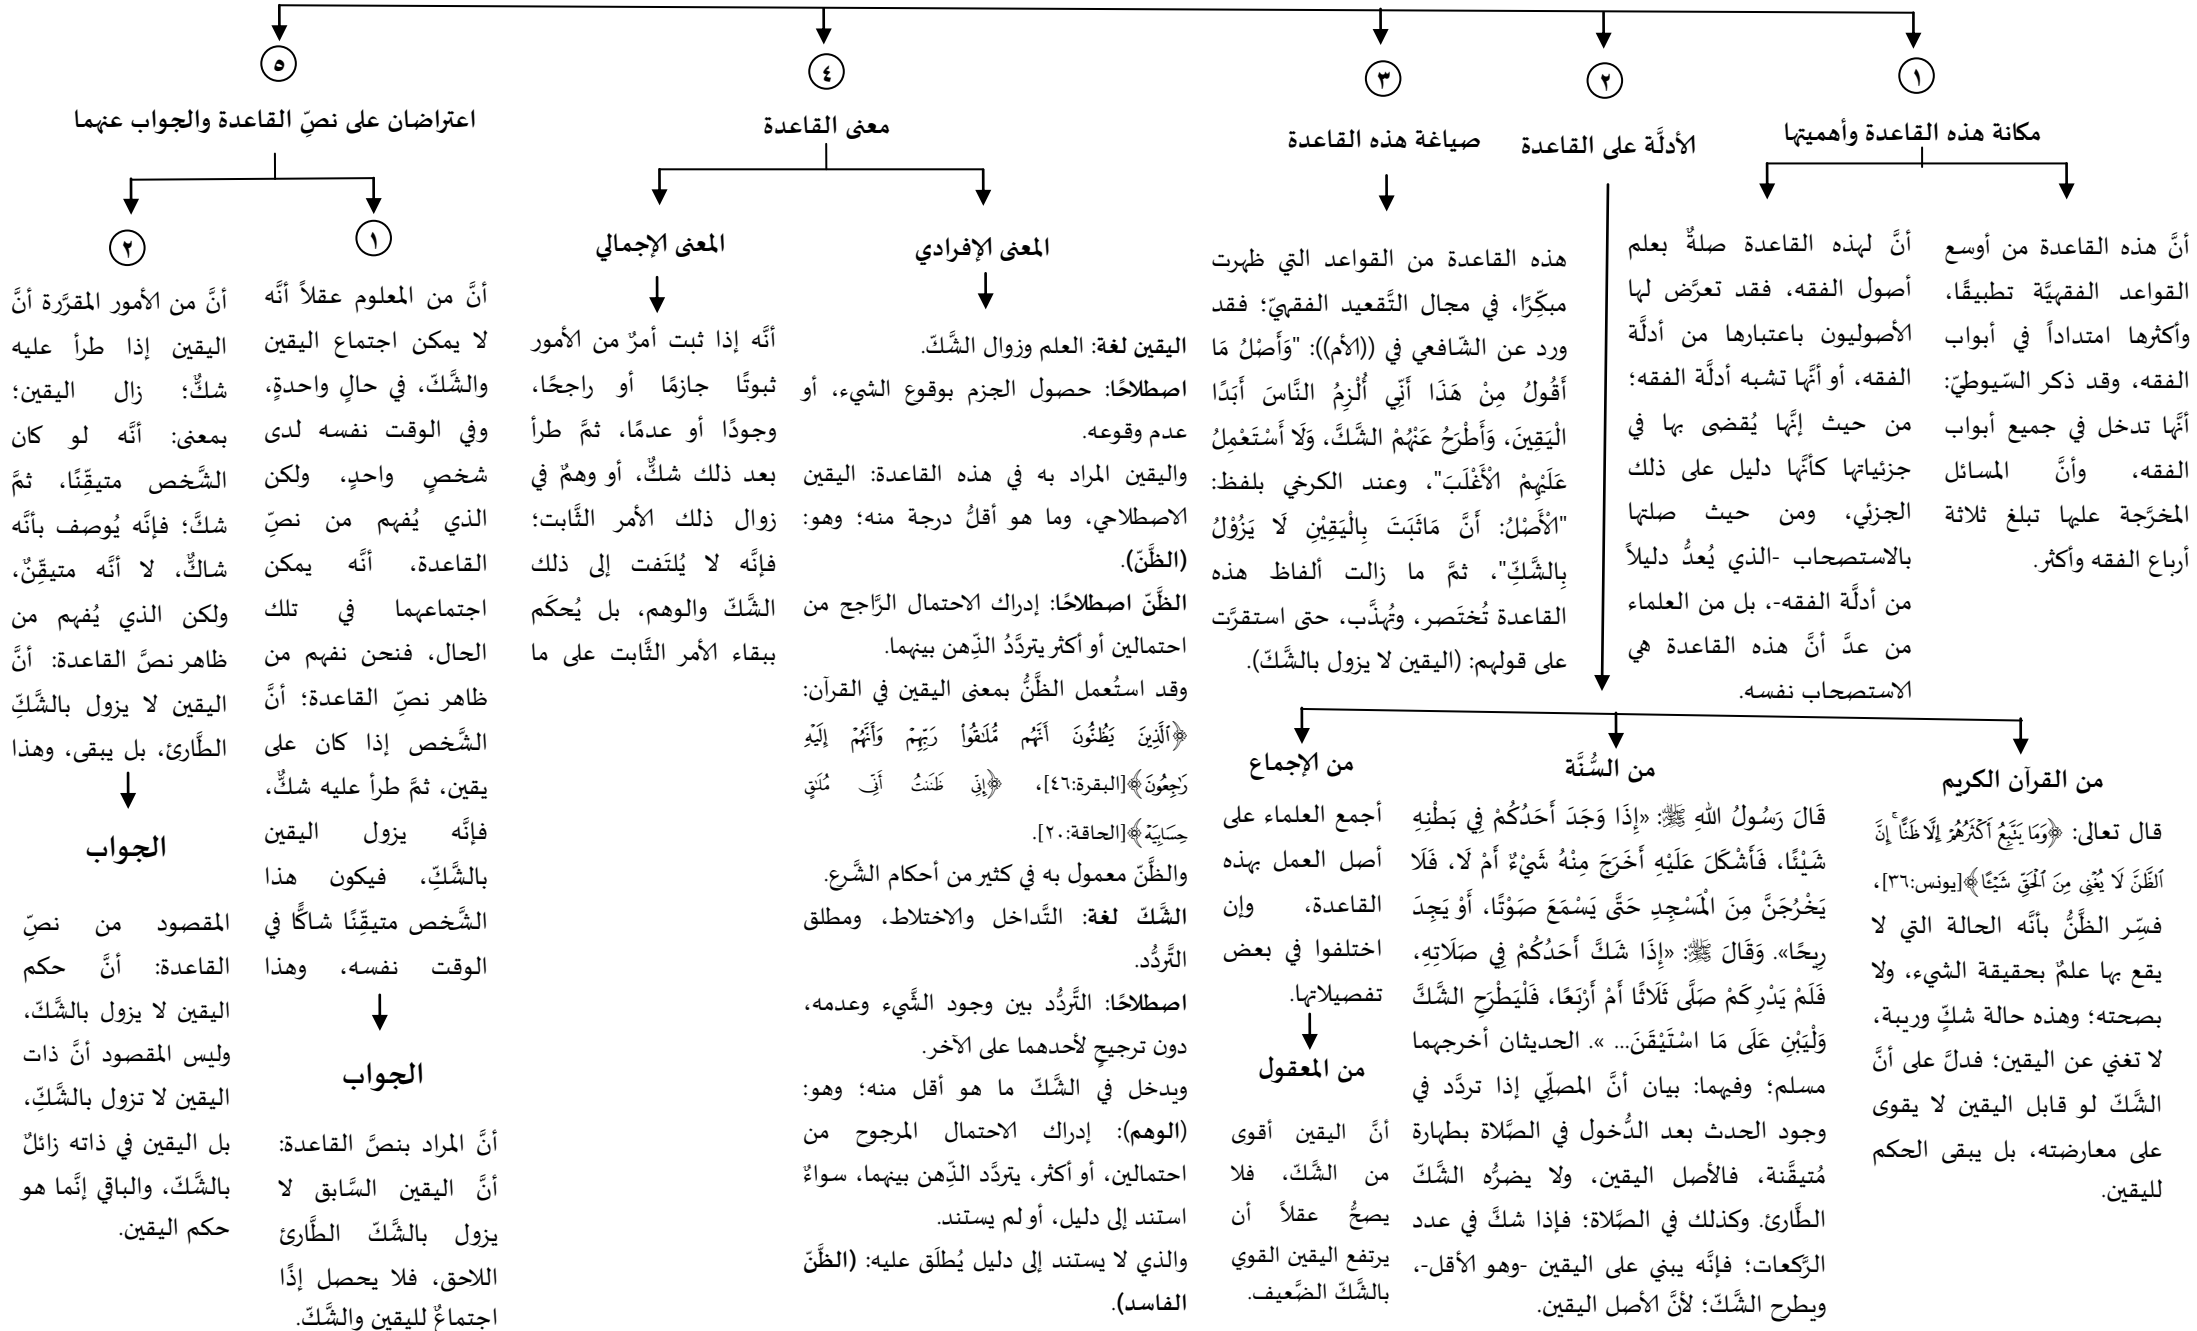 ١
مكانة هذه القاعدة وأهميتها
أنَّ هذه القاعدة من أوسع
القواعد الفقهيَّة تطبيقًا،
وأكثرها امتداداً في أبواب
الفقه، وقد ذكر السّيوطيّ:
أنَّها تدخل في جميع أبواب
الفقه، وأنَّ المسائل
المخرَّجة عليها تبلغ ثلاثة
أرباع الفقه وأكثر.
أنَّ لهذه القاعدة صلةٌ بعلم
أصول الفقه، فقد تعرَّض لها
الأصوليون باعتبارها من أدلَّة
الفقه، أو أنَّها تشبه أدلَّة الفقه؛
من حيث إنَّها يُقضى بها في
جزئياتها كأنَّها دليل على ذلك
الجزئي، ومن حيث صلتها
بالاستصحاب -الذي يُعدُّ دليلاً
من أدلَّة الفقه-، بل من العلماء
من عدَّ أنَّ هذه القاعدة هي
الاستصحاب نفسه.
٢
الأدلَّة على القاعدة
من القرآن الكريم
قال تعالى: ﴿وَمَا يَتَّبِعُ أَكْثَرُهُمْ إِلَّا ظَنًّا ۚ إِنَّ
ٱلظَّنَّ لَا يُغْنِي مِنَ ٱلْحَقِّ شَيْـًٔا﴾[يونس:٣٦]،
فسِّر الظَّنُّ بأنَّه الحالة التي لا
يقع بها علمٌ بحقيقة الشيء، ولا
بصحته؛ وهذه حالة شكٍّ وريبة،
لا تغني عن اليقين؛ فدلَّ على أنَّ
الشَّكّ لو قابل اليقين لا يقوى
على معارضته، بل يبقى الحكم
لليقين.
من السُّنَّة
قَالَ رَسُولُ اللهِ ﷺ: «إِذَا وَجَدَ أَحَدُكُمْ فِي بَطْنِهِ
شَيْئًا، فَأَشْكَلَ عَلَيْهِ أَخَرَجَ مِنْهُ شَيْءٌ أَمْ لَا، فَلَا
يَخْرُجَنَّ مِنَ الْمَسْجِدِ حَتَّى يَسْمَعَ صَوْتًا، أَوْ يَجِدَ
رِيحًا». وَقَالَ ﷺ: «إِذَا شَكَّ أَحَدُكُمْ فِي صَلَاتِهِ،
فَلَمْ يَدْرِ كَمْ صَلَّى ثَلَاثًا أَمْ أَرْبَعًا، فَلْيَطْرَحِ الشَّكَّ
وَلْيَبْنِ عَلَى مَا اسْتَيْقَنَ... ». الحديثان أخرجهما
مسلم؛ وفيهما: بيان أنَّ المصلّي إذا تردَّد في
وجود الحدث بعد الدُّخول في الصَّلاة بطهارة
مُتيقَّنة، فالأصل اليقين، ولا يضرُّه الشَّكّ
الطَّارئ. وكذلك في الصَّلاة؛ فإذا شكَّ في عدد
الرَّكعات؛ فإنَّه يبني على اليقين -وهو الأقل-،
ويطرح الشَّكّ؛ لأنَّ الأصل اليقين.
من الإجماع
أجمع العلماء على
أصل العمل بهذه
القاعدة، وإن
اختلفوا في بعض
تفصيلاتها.
من المعقول
أنَّ اليقين أقوى
من الشَّكّ، فلا
يصحُّ عقلاً أن
يرتفع اليقين القوي
بالشَّكّ الضَّعيف.
٣
صياغة هذه القاعدة
هذه القاعدة من القواعد التي ظهرت
مبكِّرًا، في مجال التَّقعيد الفقهيّ؛ فقد
ورد عن الشّافعي في ((الأم)): "وَأَصْلُ مَا
أَقُولُ مِنْ هَذَا أَنِّي أُلْزِمُ النَّاسَ أَبَدًا
الْيَقِينَ، وَأَطْرَحُ عَنْهُمْ الشَّكَّ، وَلَا أَسْتَعْمِلُ
عَلَيْهِمْ الْأَغْلَبَ"، وعند الكرخي بلفظ:
"الْأَصْلُ: أَنَّ مَاثَبَتَ بِالْيَقِيْنِ لَا يَزُوْلُ
بِالشَّكِّ"، ثمَّ ما زالت ألفاظ هذه
القاعدة تُختَصر، وتُهذَّب، حتى استقرَّت
على قولهم: (اليقين لا يزول بالشَّكّ).
٤
معنى القاعدة
المعنى الإفرادي
اليقين لغة: العلم وزوال الشَّكّ.
اصطلاحًا: حصول الجزم بوقوع الشيء، أو
عدم وقوعه.
واليقين المراد به في هذه القاعدة: اليقين
الاصطلاحي، وما هو أقلُّ درجة منه؛ وهو:
(الظَّنّ).
الظَّنّ اصطلاحًا: إدراك الاحتمال الرَّاجح من
احتمالين أو أكثر يتردَّدُ الذِّهن بينهما.
وقد استُعمل الظَّنُّ بمعنى اليقين في القرآن:
﴿ٱلَّذِينَ يَظُنُّونَ أَنَّهُم مُّلَـٰقُوا۟ رَبِّهِمْ وَأَنَّهُمْ إِلَيْهِ
رَٰجِعُونَ﴾[البقرة:٤٦]، ﴿إِنِّي ظَنَنتُ أَنِّي مُلَـٰقٍ
حِسَابِيَهْ﴾[الحاقة:٢٠].
والظَّنّ معمول به في كثير من أحكام الشَّرع.
الشَّكّ لغة: التَّداخل والاختلاط، ومطلق
التَّردُّد.
اصطلاحًا: التَّردُّد بين وجود الشَّيء وعدمه،
دون ترجيحٍ لأحدهما على الآخر.
ويدخل في الشَّكّ ما هو أقل منه؛ وهو:
(الوهم): إدراك الاحتمال المرجوح من
احتمالين، أو أكثر، يتردَّد الذِّهن بينهما، سواءٌ
استند إلى دليل، أو لم يستند.
والذي لا يستند إلى دليل يُطلَق عليه: (الظَّنّ
الفاسد).
المعنى الإجمالي
أنَّه إذا ثبت أمرٌ من الأمور
ثبوتًا جازمًا أو راجحًا،
وجودًا أو عدمًا، ثمَّ طرأ
بعد ذلك شكٌّ، أو وهمٌ في
زوال ذلك الأمر الثَّابت؛
فإنَّه لا يُلتَفت إلى ذلك
الشَّكّ والوهم، بل يُحكَم
ببقاء الأمر الثَّابت على ما
٥
اعتراضان على نصِّ القاعدة والجواب عنهما
١
أنَّ من المعلوم عقلاً أنَّه
لا يمكن اجتماع اليقين
والشَّكّ، في حالٍ واحدةٍ،
وفي الوقت نفسه لدى
شخصٍ واحدٍ، ولكن
الذي يُفهم من نصِّ
القاعدة، أنَّه يمكن
اجتماعهما في تلك
الحال، فنحن نفهم من
ظاهر نصِّ القاعدة؛ أنَّ
الشَّخص إذا كان على
يقين، ثمَّ طرأ عليه شكٌّ،
فإنَّه يزول اليقين
بالشَّكِّ، فيكون هذا
الشَّخص متيقِّنًا شاكًّا في
الوقت نفسه، وهذا
الجواب
أنَّ المراد بنصَّ القاعدة:
أنَّ اليقين السَّابق لا
يزول بالشَّكّ الطَّارئ
اللاحق، فلا يحصل إذًا
اجتماعٌ لليقين والشَّكّ.
٢
أنَّ من الأمور المقرَّرة أنَّ
اليقين إذا طرأ عليه
شكٌّ؛ زال اليقين؛
بمعنى: أنَّه لو كان
الشَّخص متيقِّنًا، ثمَّ
شكَّ؛ فإنَّه يُوصف بأنَّه
شاكٌّ، لا أنَّه متيقِّنٌ،
ولكن الذي يُفهم من
ظاهر نصَّ القاعدة: أنَّ
اليقين لا يزول بالشَّكِّ
الطَّارئ، بل يبقى، وهذا
الجواب
المقصود من نصِّ
القاعدة: أنَّ حكم
اليقين لا يزول بالشَّكّ،
وليس المقصود أنَّ ذات
اليقين لا تزول بالشَّكِّ،
بل اليقين في ذاته زائلٌ
بالشَّكّ، والباقي إنَّما هو
حكم اليقين.